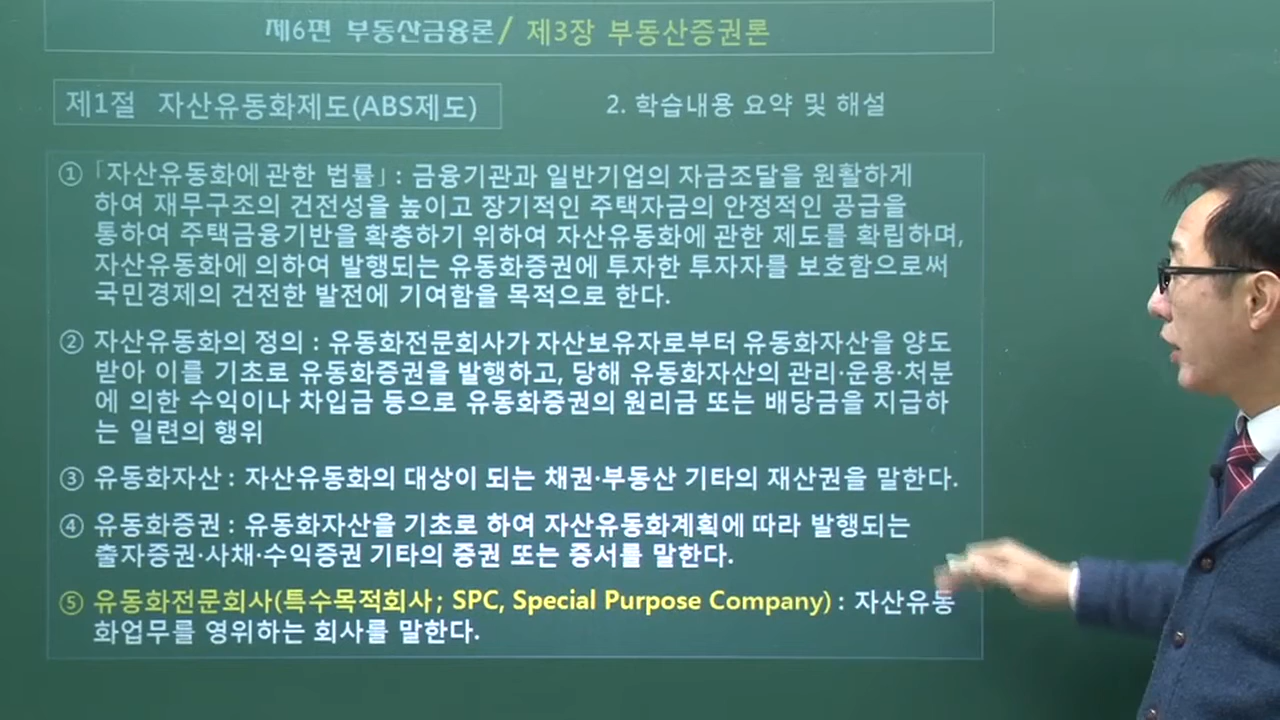 제6편 부동산금융론/ 제3장 부동산증권론
제1절 자산유동화제도(ABS제도)
2. 학습내용 요약 및 해설
① 「자산유동화에 관한 법률」 : 금융기관과 일반기업의 자금조달을 원활하게
하여 재무구조의 건전성을 높이고 장기적인 주택자금의 안정적인 공급을
통하여 주택금융기반을 확충하기 위하여 자산유동화에 관한 제도를 확립하며,
자산유동화에 의하여 발행되는 유동화증권에 투자한 투자자를 보호함으로써
국민경제의 건전한 발전에 기여함을 목적으로 한다.
② 자산유동화의 정의 : 유동화전문회사가 자산보유자로부터 유동화자산을 양도
받아 이를 기초로 유동화증권을 발행하고, 당해 유동화자산의 관리·운용·처분
에 의한 수익이나 차입금 등으로 유동화증권의 원리금 또는 배당금을 지급하
는 일련의 행위
③ 유동화자산 : 자산유동화의 대상이 되는 채권·부동산 기타의 재산권을 말한다.
④ 유동화증권 : 유동화자산을 기초로 하여 자산유동화계획에 따라 발행되는
출자증권·사채·수익증권 기타의 증권 또는 증서를 말한다.
⑤ 유동화전문회사(특수목적회사; SPC, Special Purpose Company) : 자산유동
화업무를 영위하는 회사를 말한다.